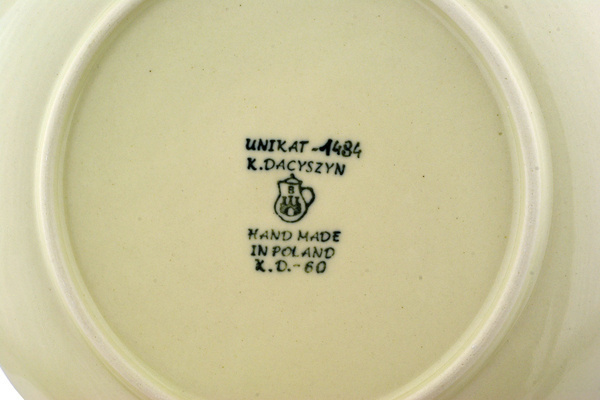 UNIKAT-1484
K.DACYSZYN
B
HAND MADE
IN POLAND
K.D.-60